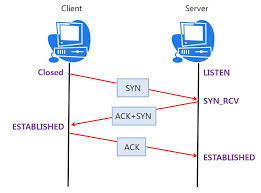 Client
Server
Closed
LISTEN
SYN
SYN_RCV
ACK+SYN
ESTABLISHED
ACK
ESTABLISHED